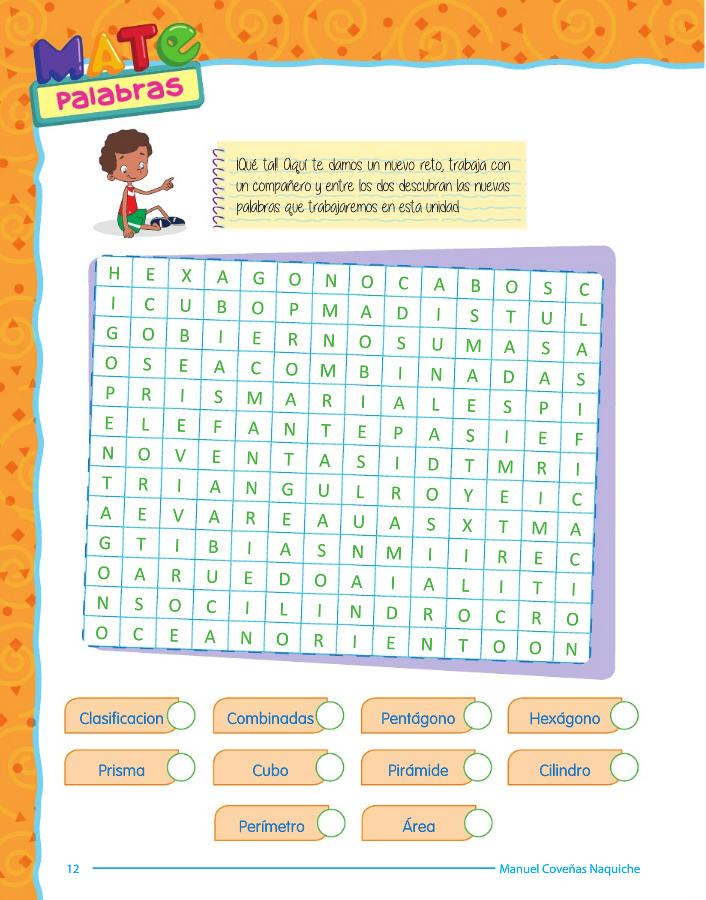 MATE
Palabras
¡Qué tal! Aquí te damos un nuevo reto, trabaja con
un compañero y entre los dos descubran las nuevas
palabras que trabajaremos en esta unidad
H E X A G O N O C A B O S C
I C U B O P M A D I S T U L
G O B I E R N O S U M A S A
O S E A C O M B I N A D A S
P R I S M A R I A L E S P I
E L E F A N T E P A S I E F
N O V E N T A S I D T M R I
T R I A N G U L R O Y E I C
A E V A R E A U A S X T M A
G T I B I A S N M I I R E C
O A R U E D O A I A L I T I
N S O C I L I N D R O C R O
O C E A N O R I E N T O O N
Clasificacion Combinadas Pentágono Hexágono
Prisma Cubo Pirámide Cilindro
Perímetro Área
12 Manuel Coveñas Naquiche